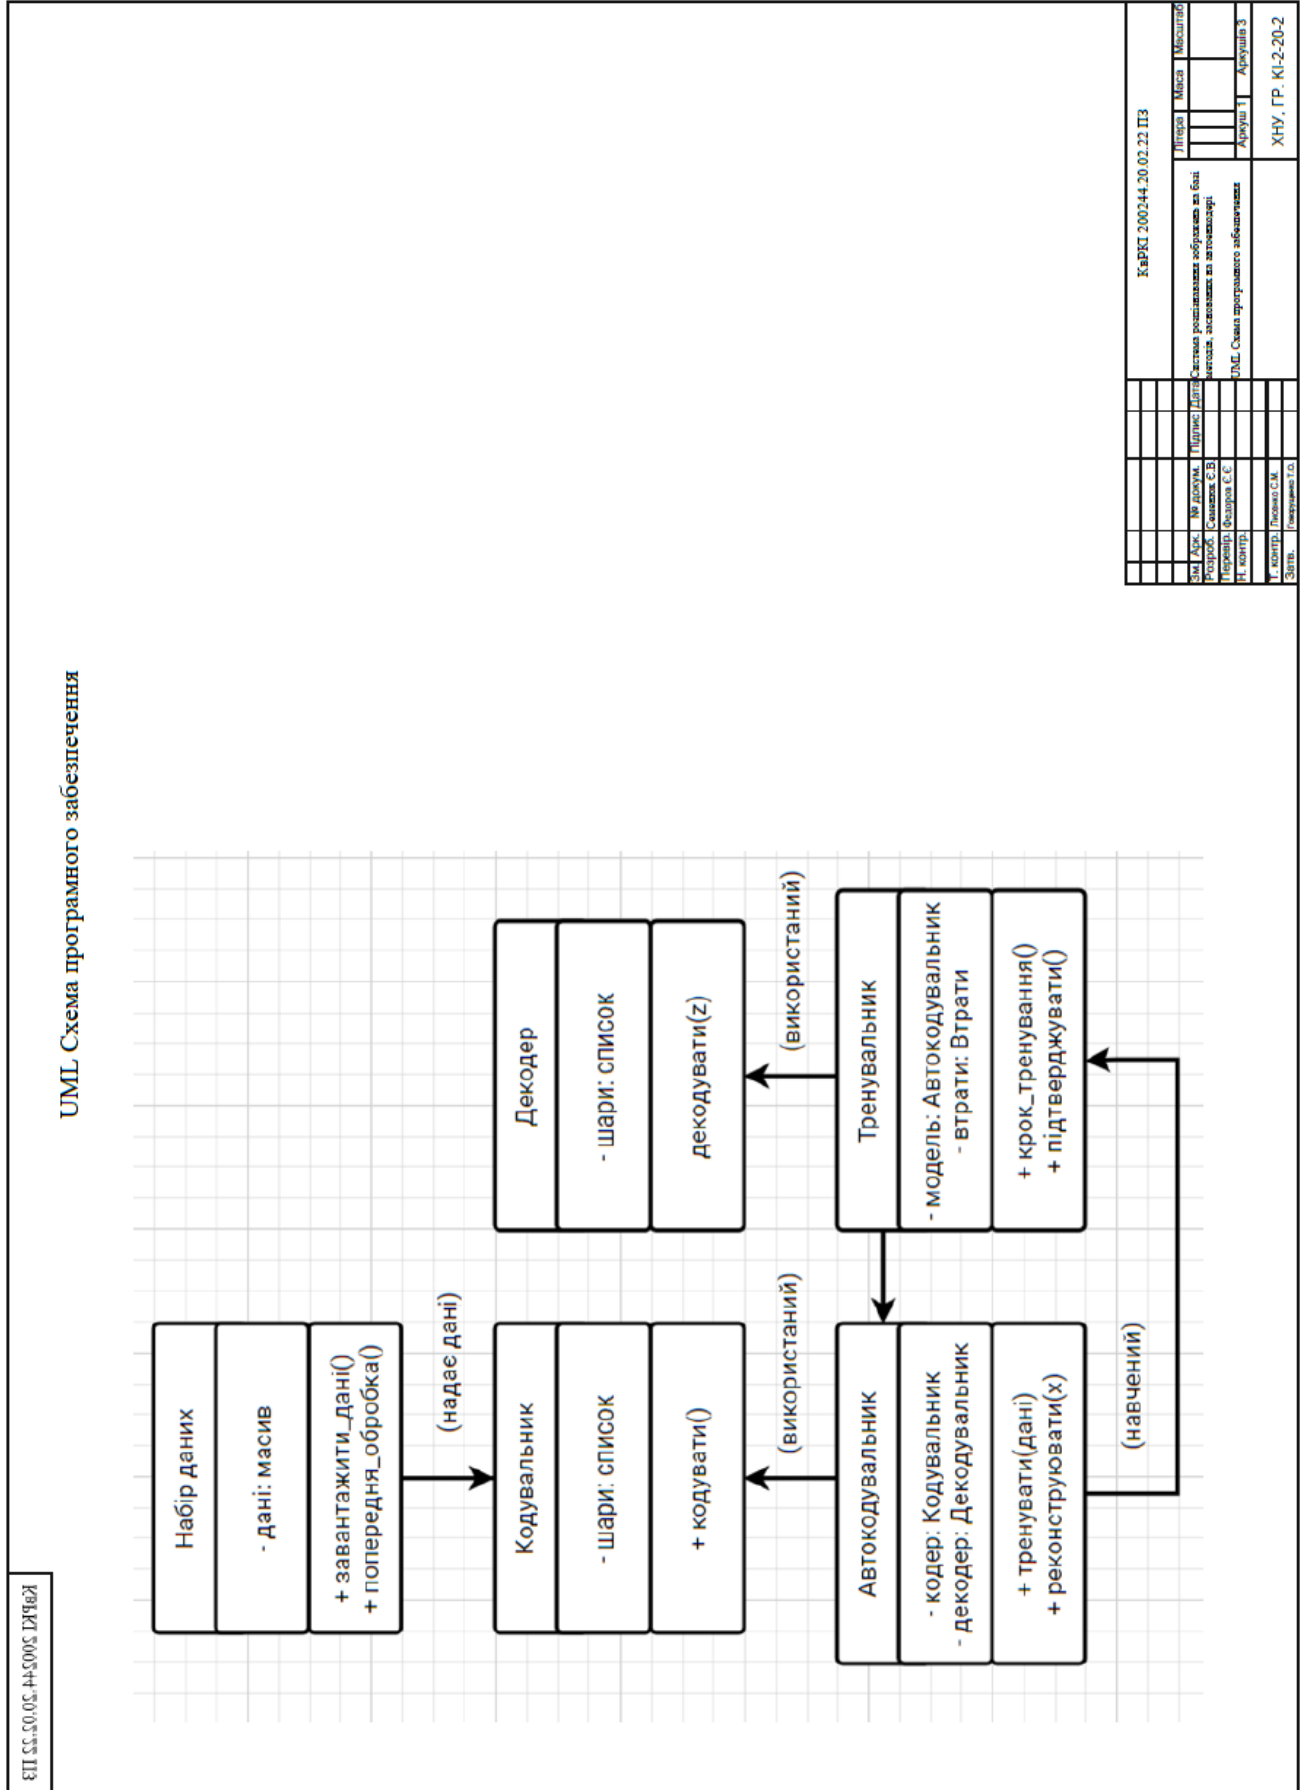 КвРКІ 200244.20.02.22 ПЗ
UML Схема програмного забезпечення
Набір даних
- дані: масив
+ завантажити_дані()
+ попередня_обробка()
(надає дані)
Кодувальник
- шари: список
+ кодувати()
Декодер
- шари: список
декодувати(z)
(використаний)
(використаний)
Автокодувальник
- кодер: Кодувальник
- декодер: Декодувальник
+ тренувати(дані)
+ реконструювати(x)
Тренувальник
- модель: Автокодувальник
- втрати: Втрати
+ крок_тренування()
+ підтверджувати()
(навчений)
КвРКІ 200244.20.02.22 ПЗ
Зм. Арк. № докум. Підпис Дата
Розроб. Семенюк Є.В.
Перевір. Федоров Є.Є
Н. контр.
Т. контр. Лисенко С.М.
Затв. Говорущенко Т.О.
Система розпізнавання зображень на базі
методів, заснованих на автоенкодері
UML Схема програмного забезпечення
Літера Маса Масштаб
Аркуш 1 Аркушів 3
ХНУ, ГР. КІ-2-20-2